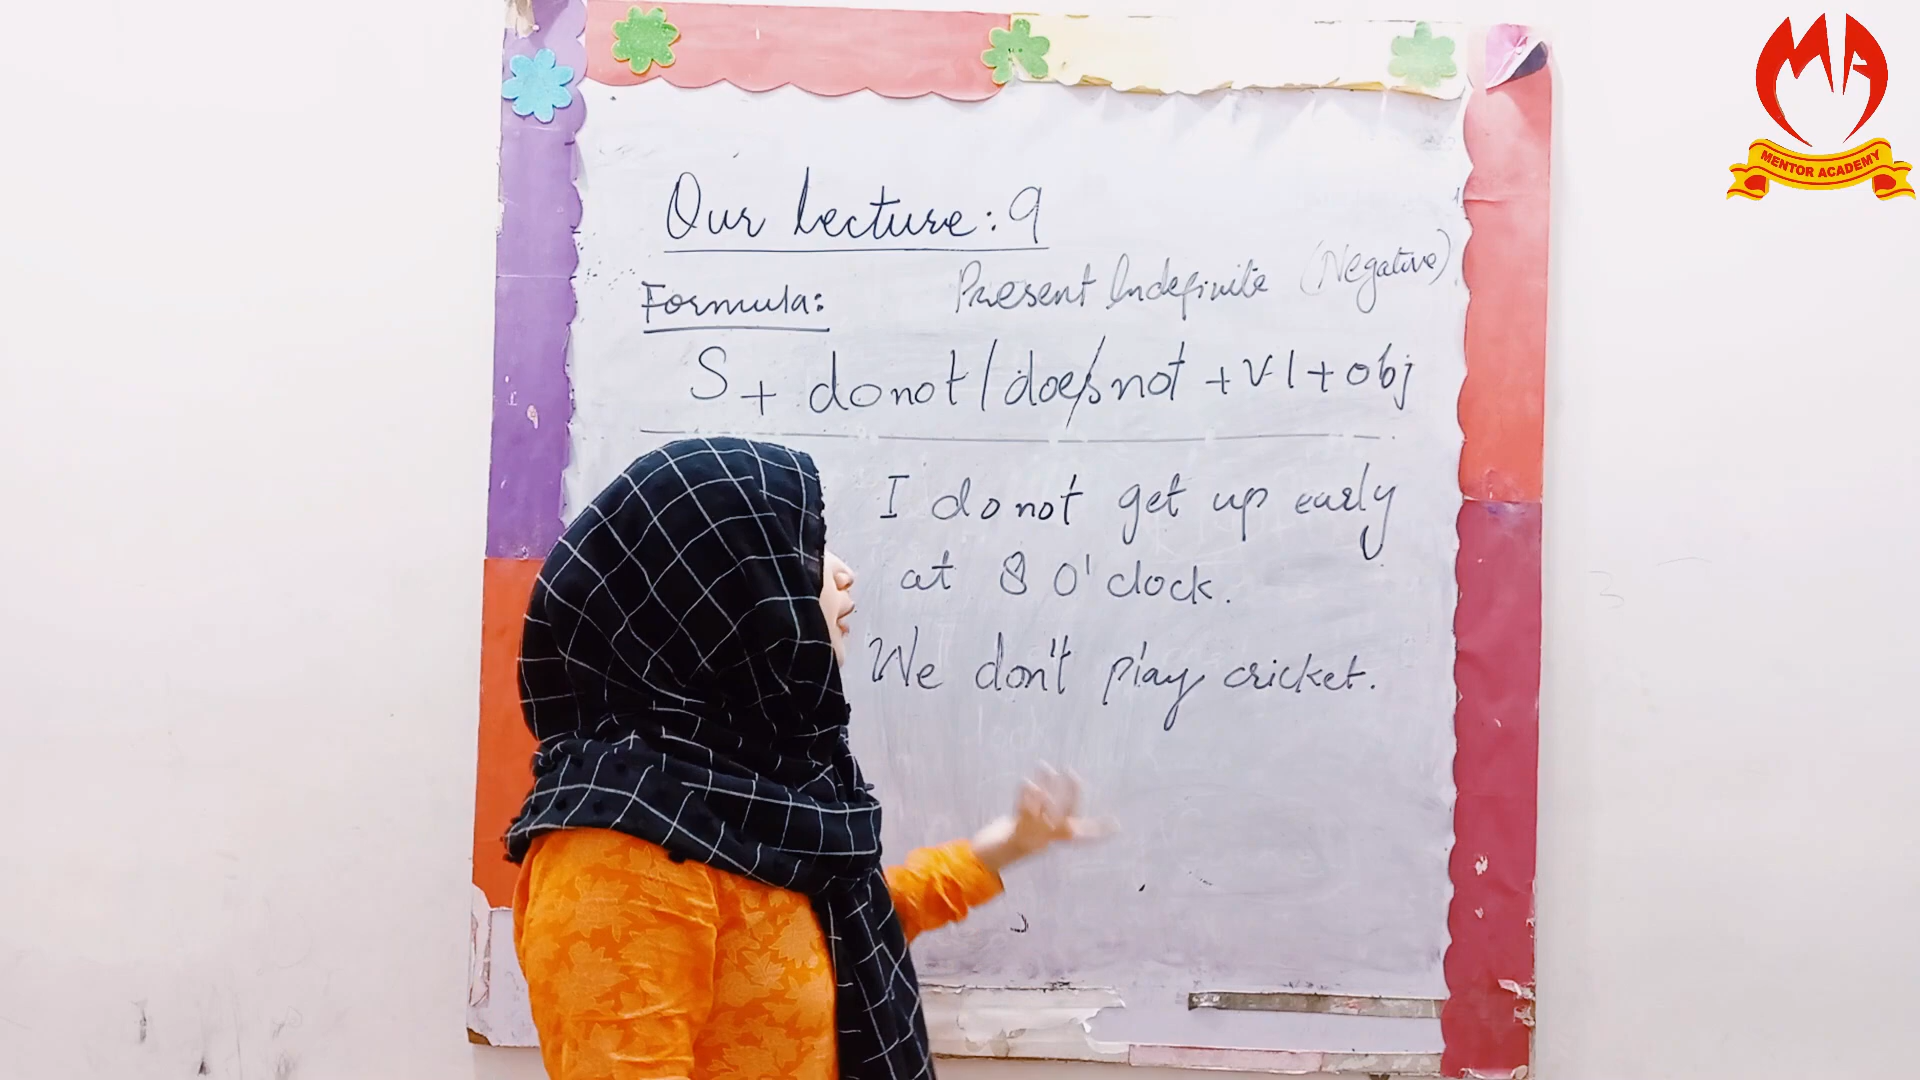 MA
MENTOR ACADEMY
Our Lecture: 9
Formula:
Present Indefinite (Negative)
S + do not / does not + V1 + obj
I do not get up early
at 8 O'clock.
We don't play cricket.